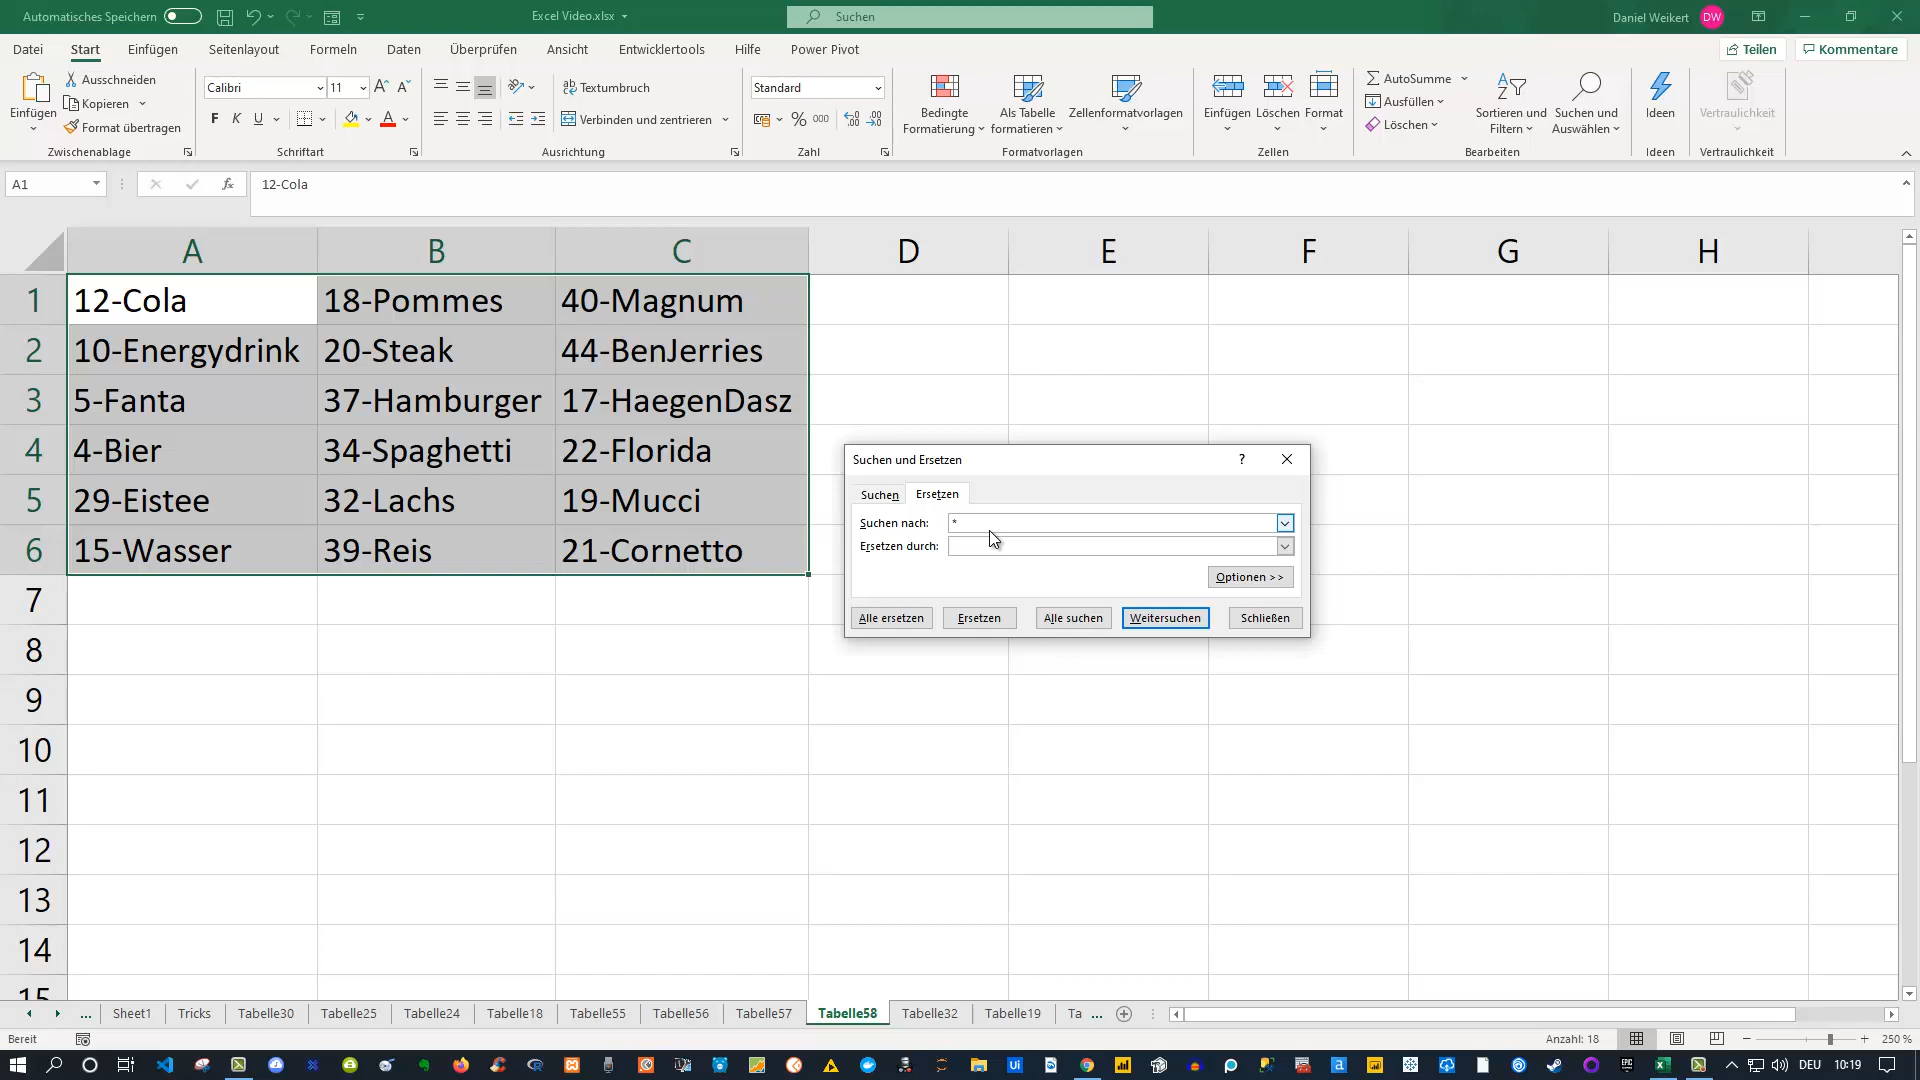 Automatisches Speichern
Excel Video.xlsx
Suchen
Daniel Weikert
DW
Datei
Start
Einfügen
Seitenlayout
Formeln
Daten
Überprüfen
Ansicht
Entwicklertools
Hilfe
Power Pivot
Teilen
Kommentare
Einfügen
Ausschneiden
Kopieren
Format übertragen
Zwischenablage
Calibri
11
F K U
Schriftart
Textumbruch
Verbinden und zentrieren
Ausrichtung
Standard
% 000
Zahl
Bedingte
Formatierung
Als Tabelle
formatieren
Zellenformatvorlagen
Formatvorlagen
Einfügen
Löschen
Format
Zellen
AutoSumme
Ausfüllen
Löschen
Sortieren und
Filtern
Suchen und
Auswählen
Bearbeiten
Ideen
Ideen
Vertraulichkeit
Vertraulichkeit
A1
fx
12-Cola
A B C D E F G H
1 12-Cola 18-Pommes 40-Magnum
2 10-Energydrink 20-Steak 44-BenJerries
3 5-Fanta 37-Hamburger 17-HaegenDasz
4 4-Bier 34-Spaghetti 22-Florida
5 29-Eistee 32-Lachs 19-Mucci
6 15-Wasser 39-Reis 21-Cornetto
7
8
9
10
11
12
13
14
15
Suchen und Ersetzen
?
Suchen
Ersetzen
Suchen nach: *
Ersetzen durch:
Optionen >>
Alle ersetzen
Ersetzen
Alle suchen
Weitersuchen
Schließen
... Sheet1 Tricks Tabelle30 Tabelle25 Tabelle24 Tabelle18 Tabelle55 Tabelle56 Tabelle57 Tabelle58 Tabelle32 Tabelle19 Ta ...
Bereit
Anzahl: 18
250 %
DEU
10:19